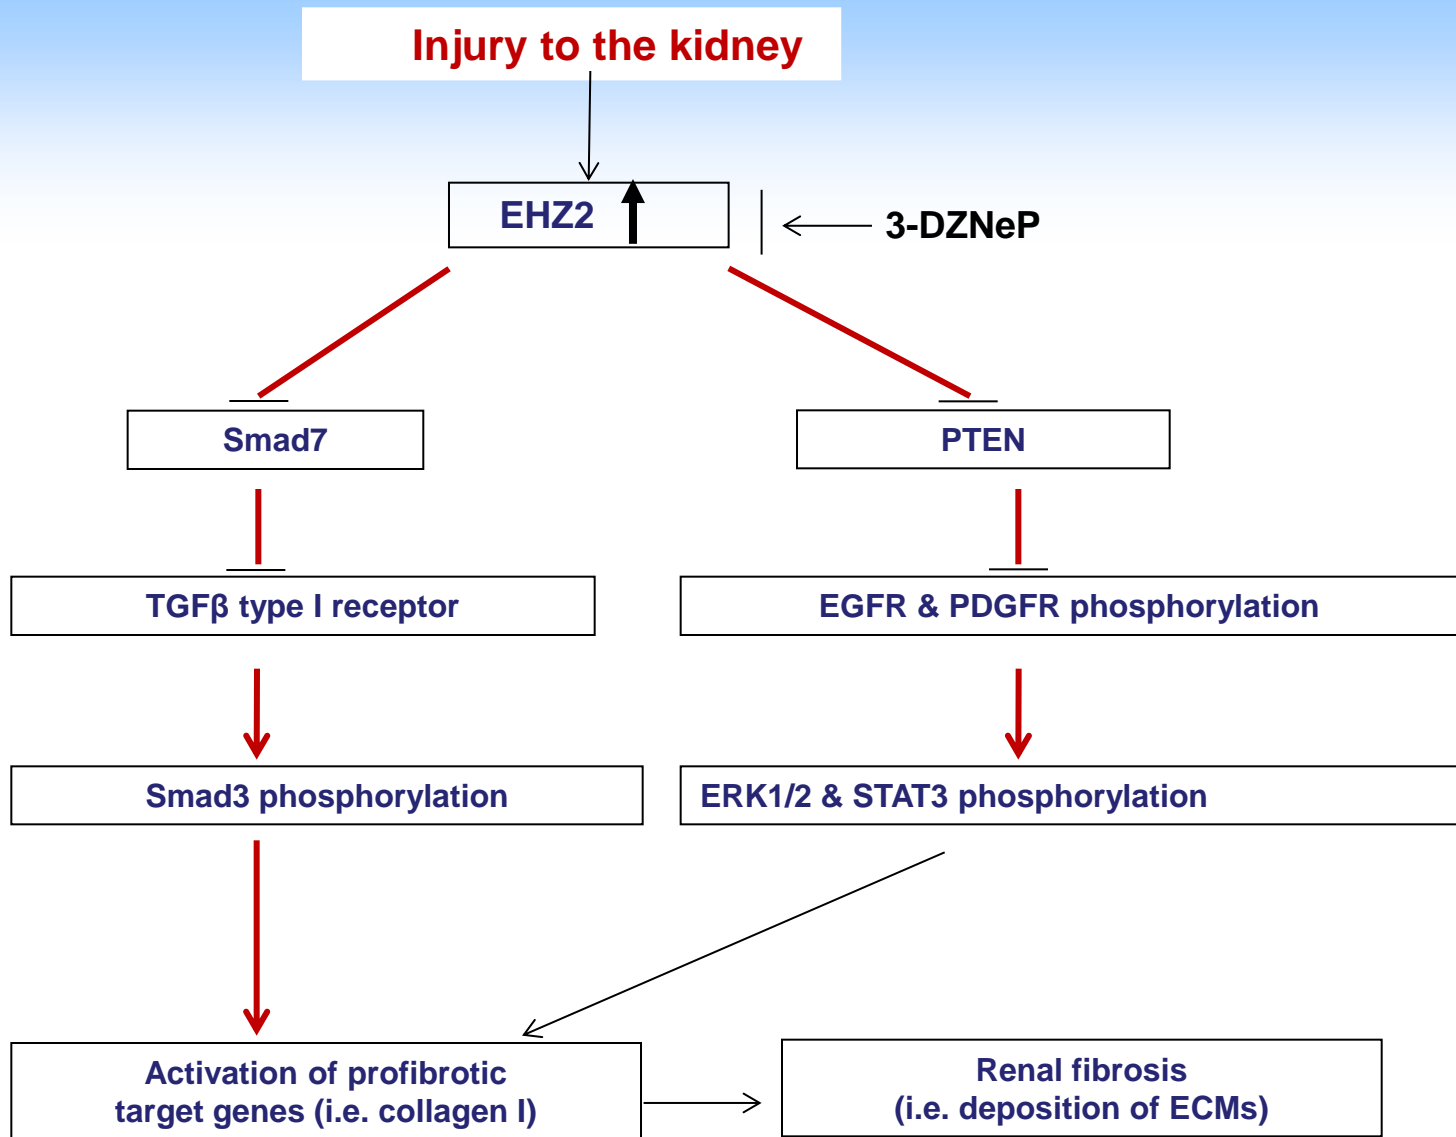 Injury to the kidney
EHZ2
3-DZNeP
Smad7
PTEN
TGFβ type I receptor
EGFR & PDGFR phosphorylation
Smad3 phosphorylation
ERK1/2 & STAT3 phosphorylation
Activation of profibrotic
target genes (i.e. collagen I)
Renal fibrosis
(i.e. deposition of ECMs)